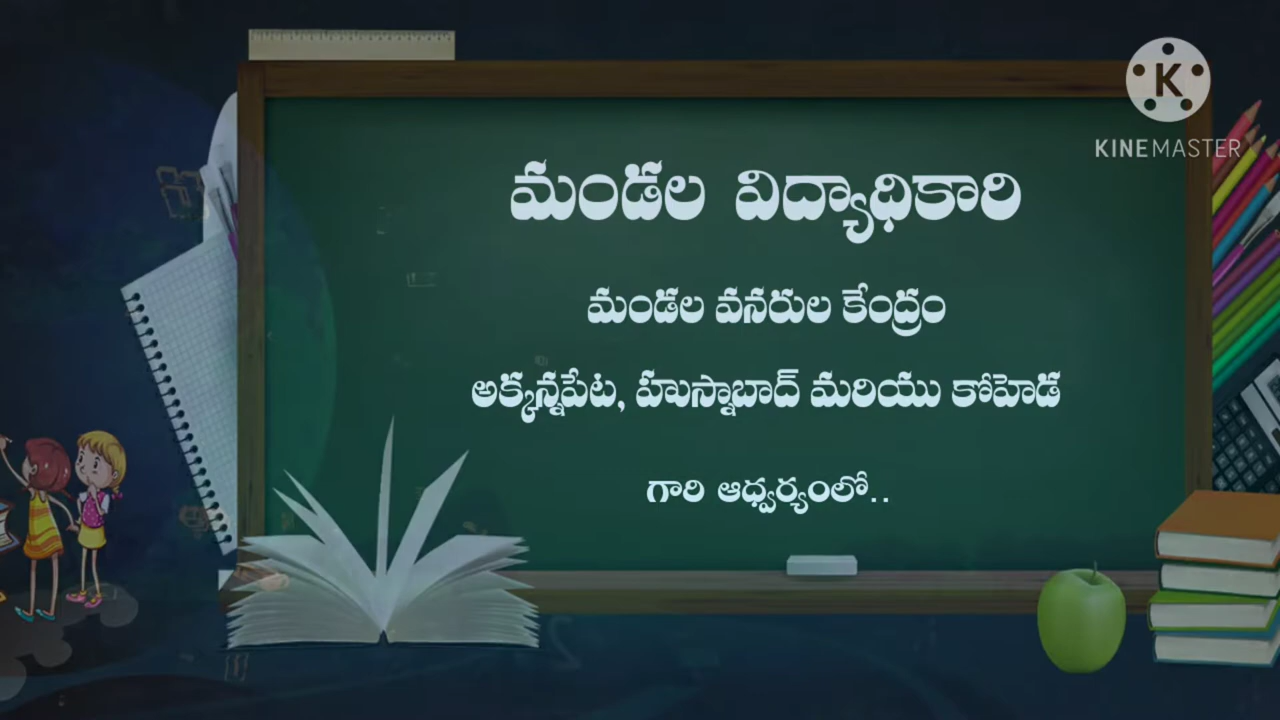 KINEMASTER
మండల విద్యాధికారి
మండల వనరుల కేంద్రం
అక్కన్నపేట, హుస్నాబాద్ మరియు కోహెడ
గారి ఆధ్వర్యంలో..